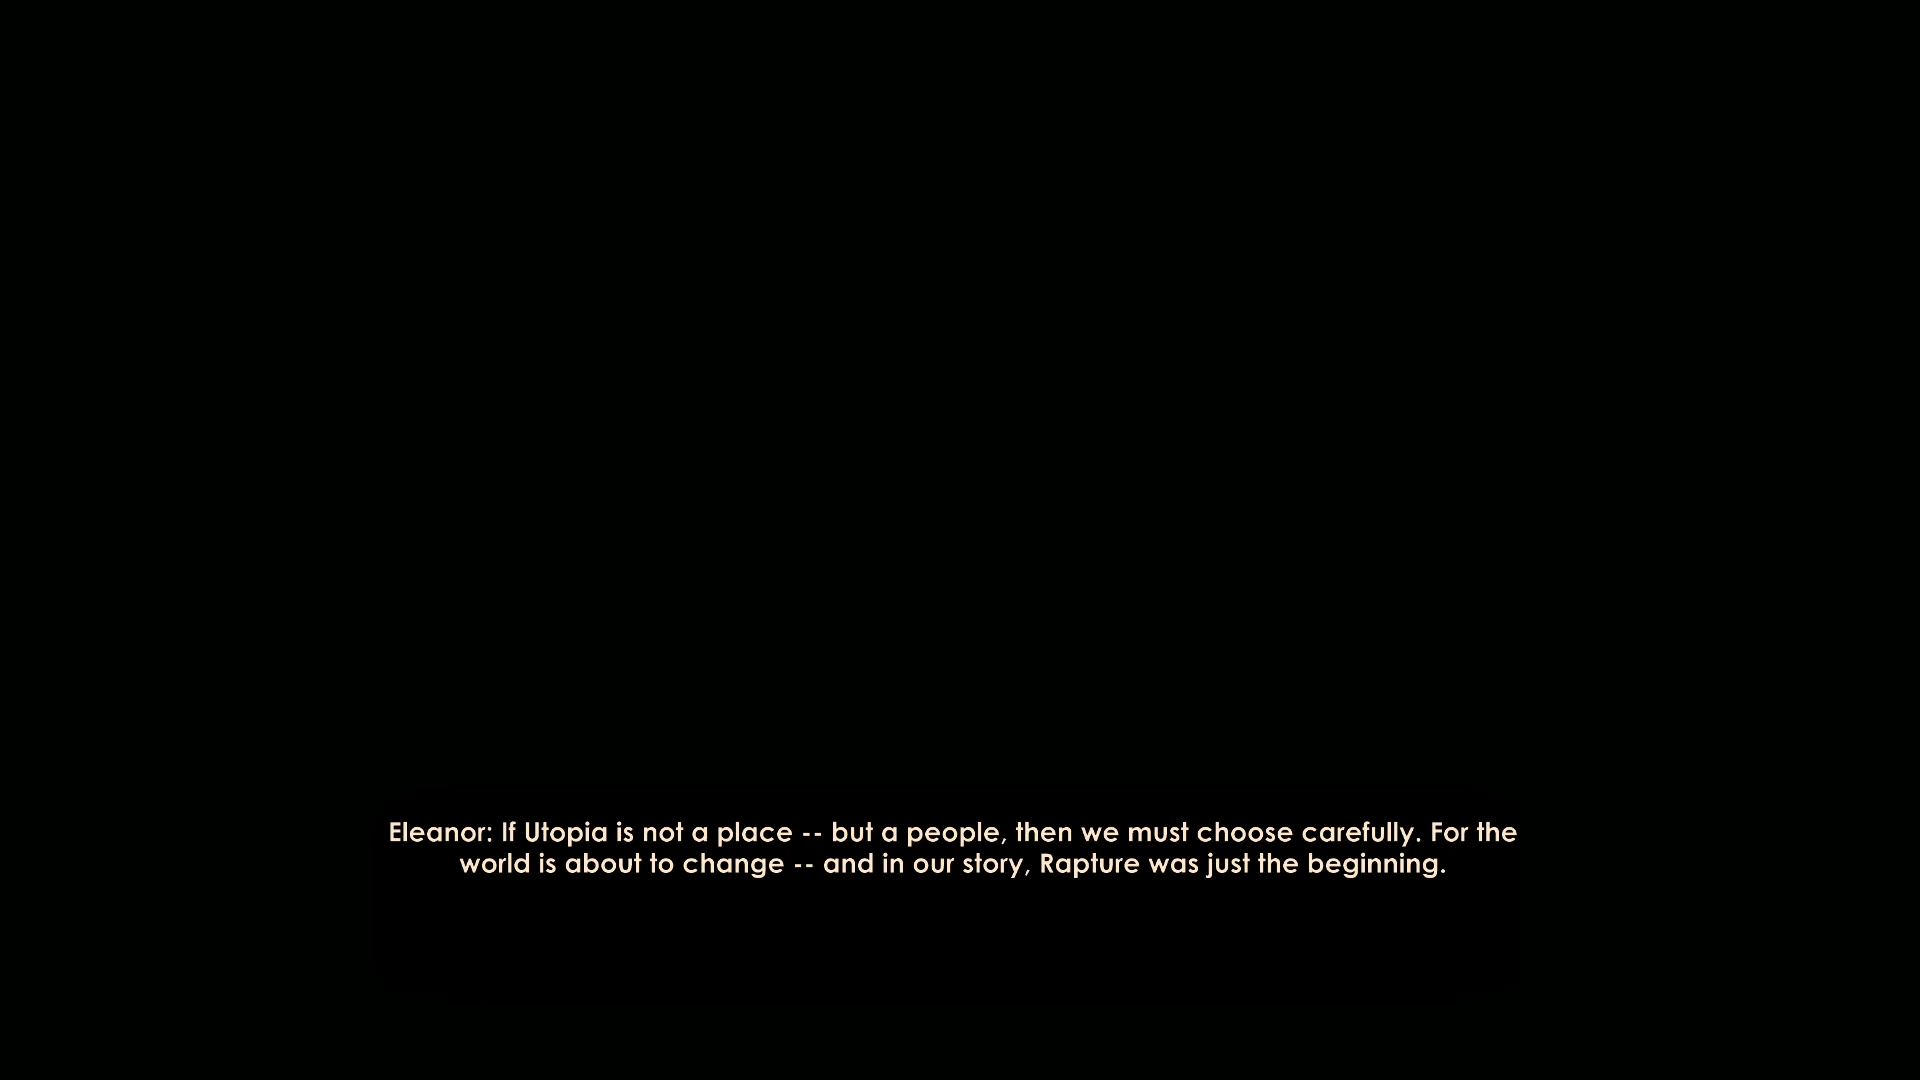 Eleanor: If Utopia is not a place -- but a people, then we must choose carefully. For the
world is about to change -- and in our story, Rapture was just the beginning.